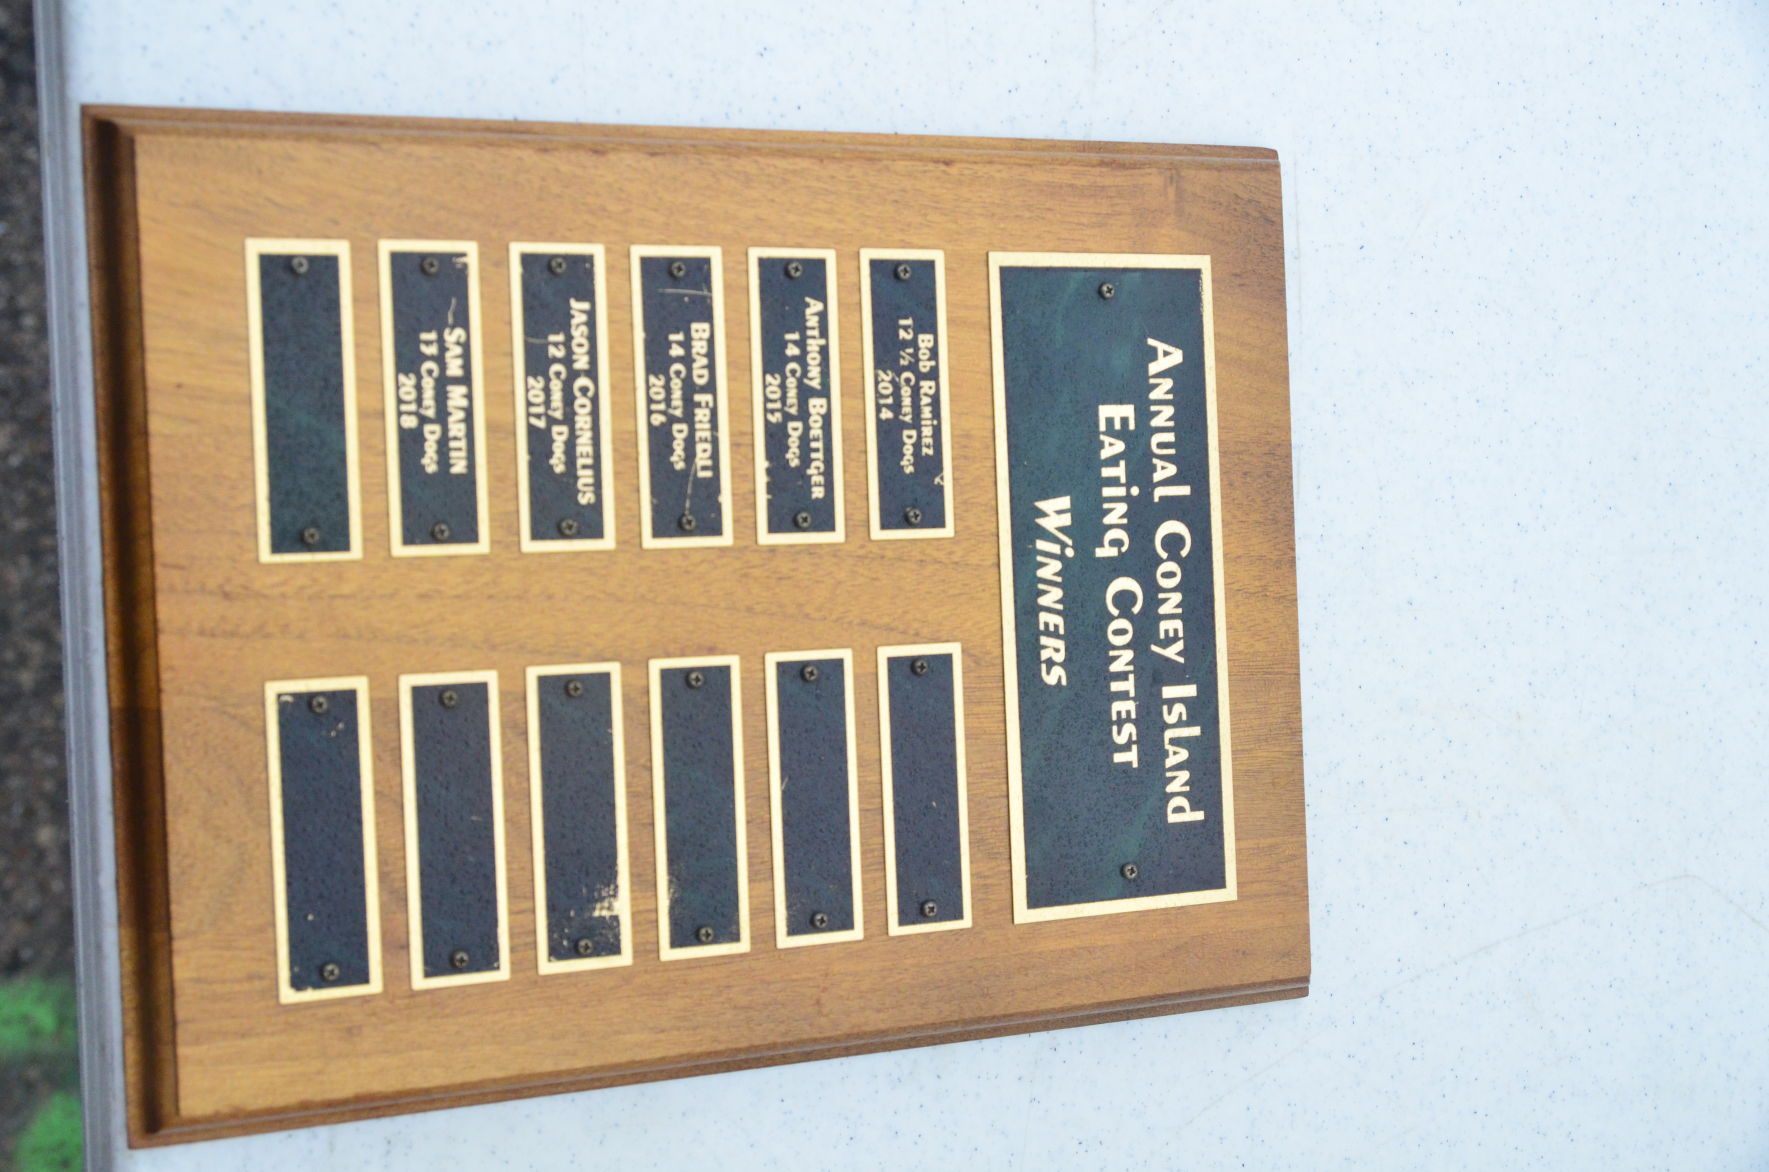 Annual Coney Island
Eating Contest
Winners
Bob Ramirez
12 ½ Coney Dogs
2014
Anthony Boettger
14 Coney Dogs
2015
Brad Friedli
14 Coney Dogs
2016
Jason Cornelius
12 Coney Dogs
2017
Sam Martin
13 Coney Dogs
2018